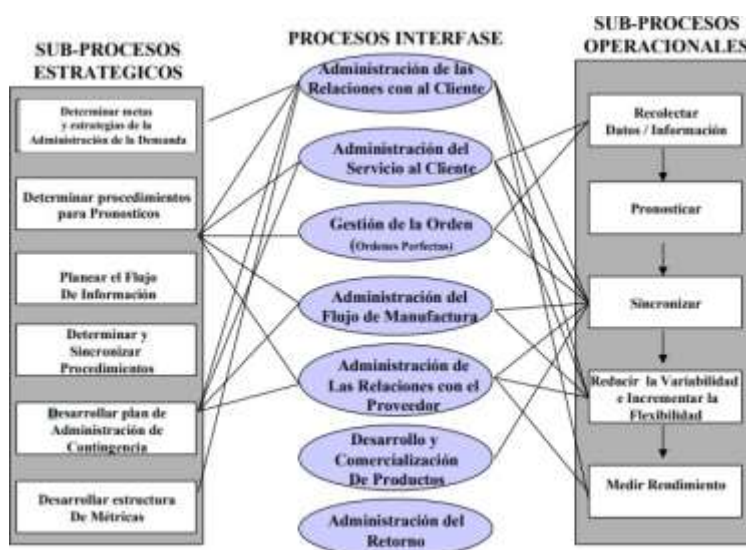 SUB-PROCESOS
ESTRATEGICOS
Determinar metas
y estrategias de la
Administración de la Demanda
Determinar procedimientos
para Pronosticos
Planear el Flujo
De Información
Determinar y
Sincronizar
Procedimientos
Desarrollar plan de
Administración de
Contingencia
Desarrollar estructura
De Métricas
PROCESOS INTERFASE
Administración de las
Relaciones con al Cliente
Administración del
Servicio al Cliente
Gestión de la Orden
(Ordenes Perfectas)
Administración del
Flujo de Manufactura
Administración de
Las Relaciones con el
Proveedor
Desarrollo y
Comercialización
De Productos
Administración del
Retorno
SUB-PROCESOS
OPERACIONALES
Recolectar
Datos / Información
Pronosticar
Sincronizar
Reducir la Variabilidad
e Incrementar la
Flexibilidad
Medir Rendimiento